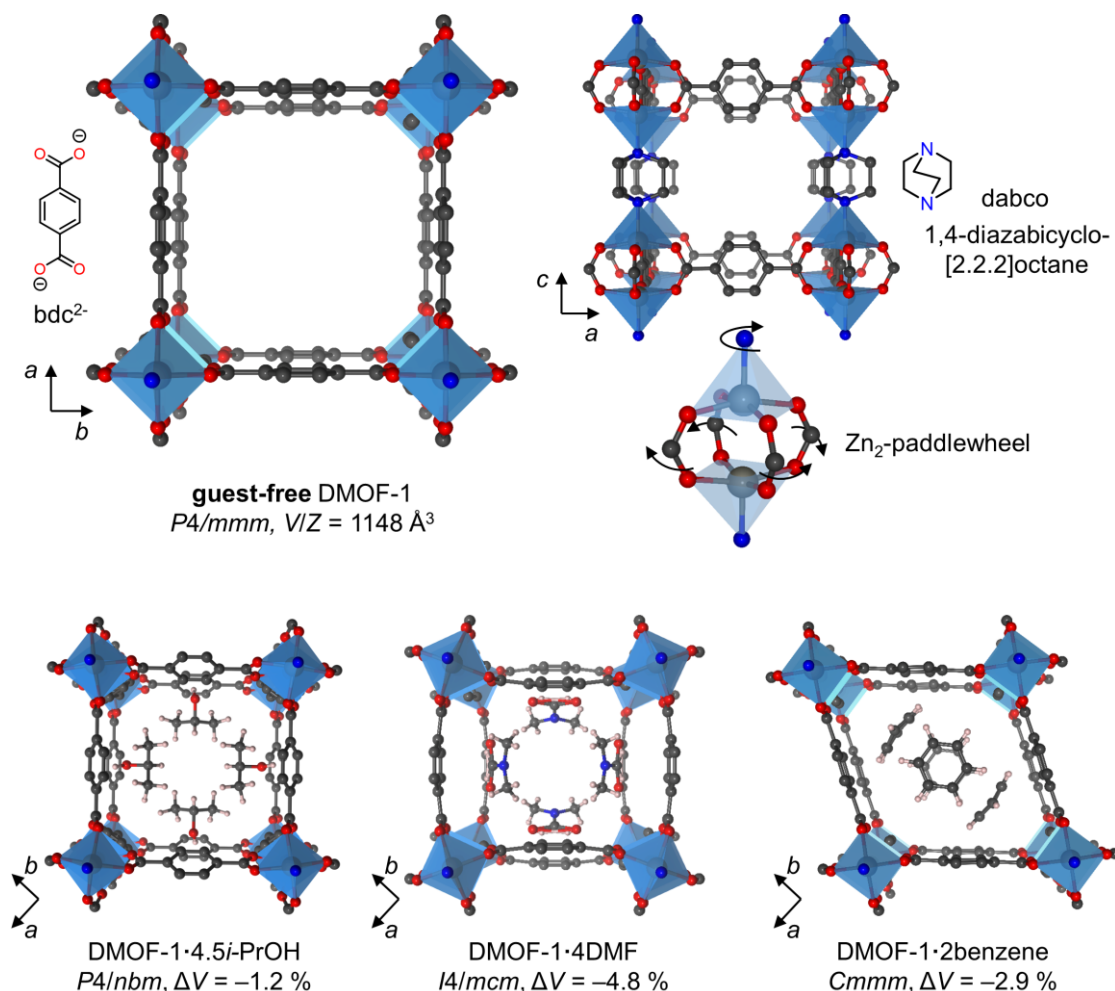 ⊖
O
O
O
O
⊖
bdc²⁻
a
b
guest-free DMOF-1
P4/mmm, V/Z = 1148 Å³
c
a
N
N
dabco
1,4-diazabicyclo-
[2.2.2]octane
Zn₂-paddlewheel
b
a
DMOF-1·4.5i-PrOH
P4/nbm, ΔV = –1.2 %
b
a
DMOF-1·4DMF
I4/mcm, ΔV = –4.8 %
b
a
DMOF-1·2benzene
Cmmm, ΔV = –2.9 %